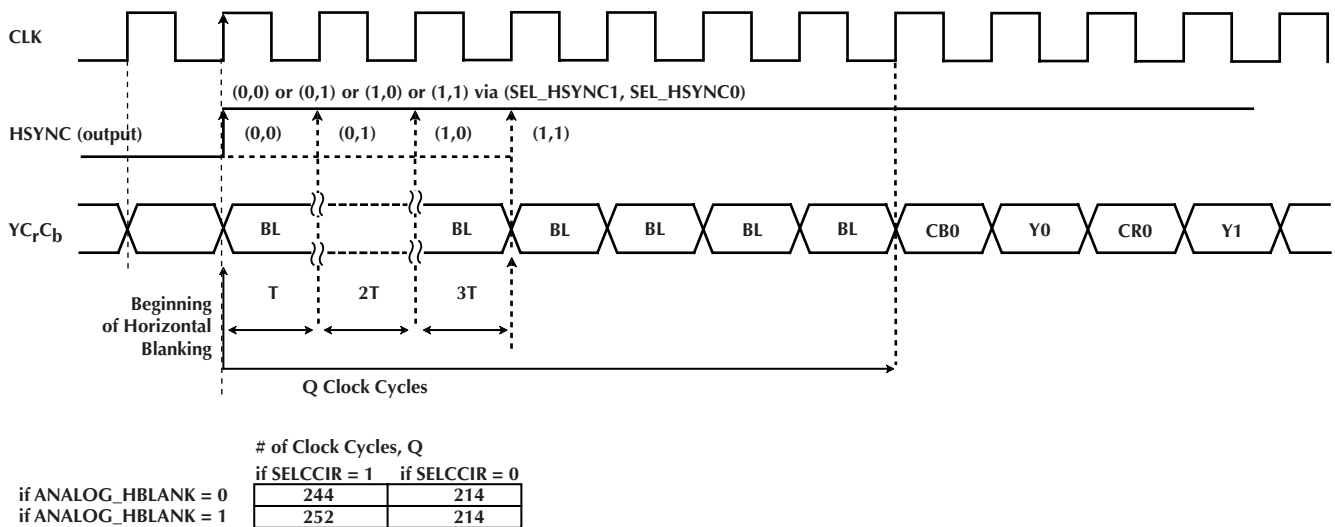 CLK
(0,0) or (0,1) or (1,0) or (1,1) via (SEL_HSYNC1, SEL_HSYNC0)
HSYNC (output) (0,0) (0,1) (1,0) (1,1)
YCrCb BL BL BL BL BL BL CB0 Y0 CR0 Y1
T 2T 3T
Beginning
of Horizontal
Blanking
Q Clock Cycles
# of Clock Cycles, Q
if SELCCIR = 1 if SELCCIR = 0
if ANALOG_HBLANK = 0 244 214
if ANALOG_HBLANK = 1 252 214